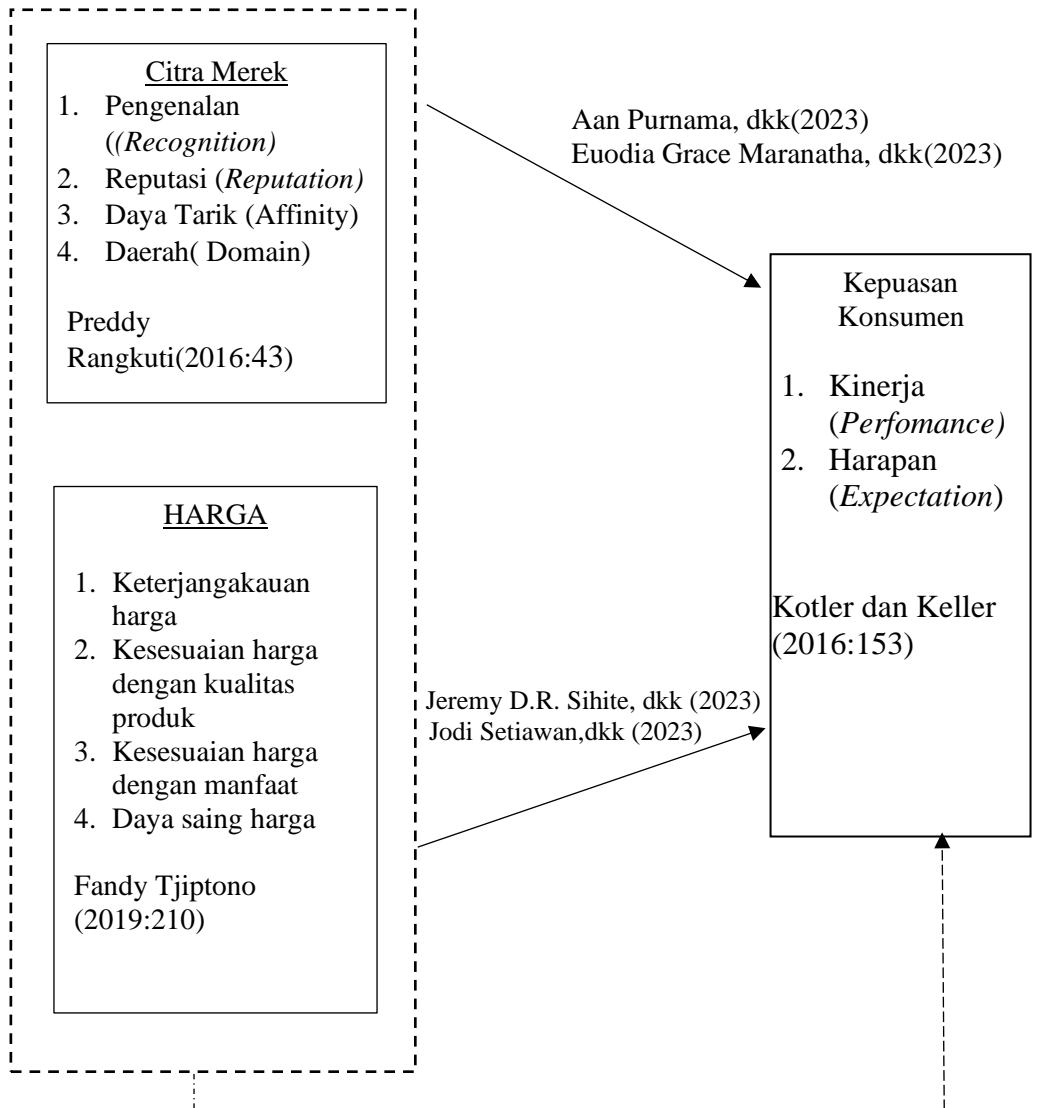 Citra Merek
1. Pengenalan
((Recognition)
2. Reputasi (Reputation)
3. Daya Tarik (Affinity)
4. Daerah( Domain)
Preddy
Rangkuti(2016:43)
Aan Purnama, dkk(2023)
Euodia Grace Maranatha, dkk(2023)
Kepuasan
Konsumen
1. Kinerja
(Perfomance)
2. Harapan
(Expectation)
Kotler dan Keller
(2016:153)
HARGA
1. Keterjangakauan
harga
2. Kesesuaian harga
dengan kualitas
produk
3. Kesesuaian harga
dengan manfaat
4. Daya saing harga
Fandy Tjiptono
(2019:210)
Jeremy D.R. Sihite, dkk (2023)
Jodi Setiawan,dkk (2023)